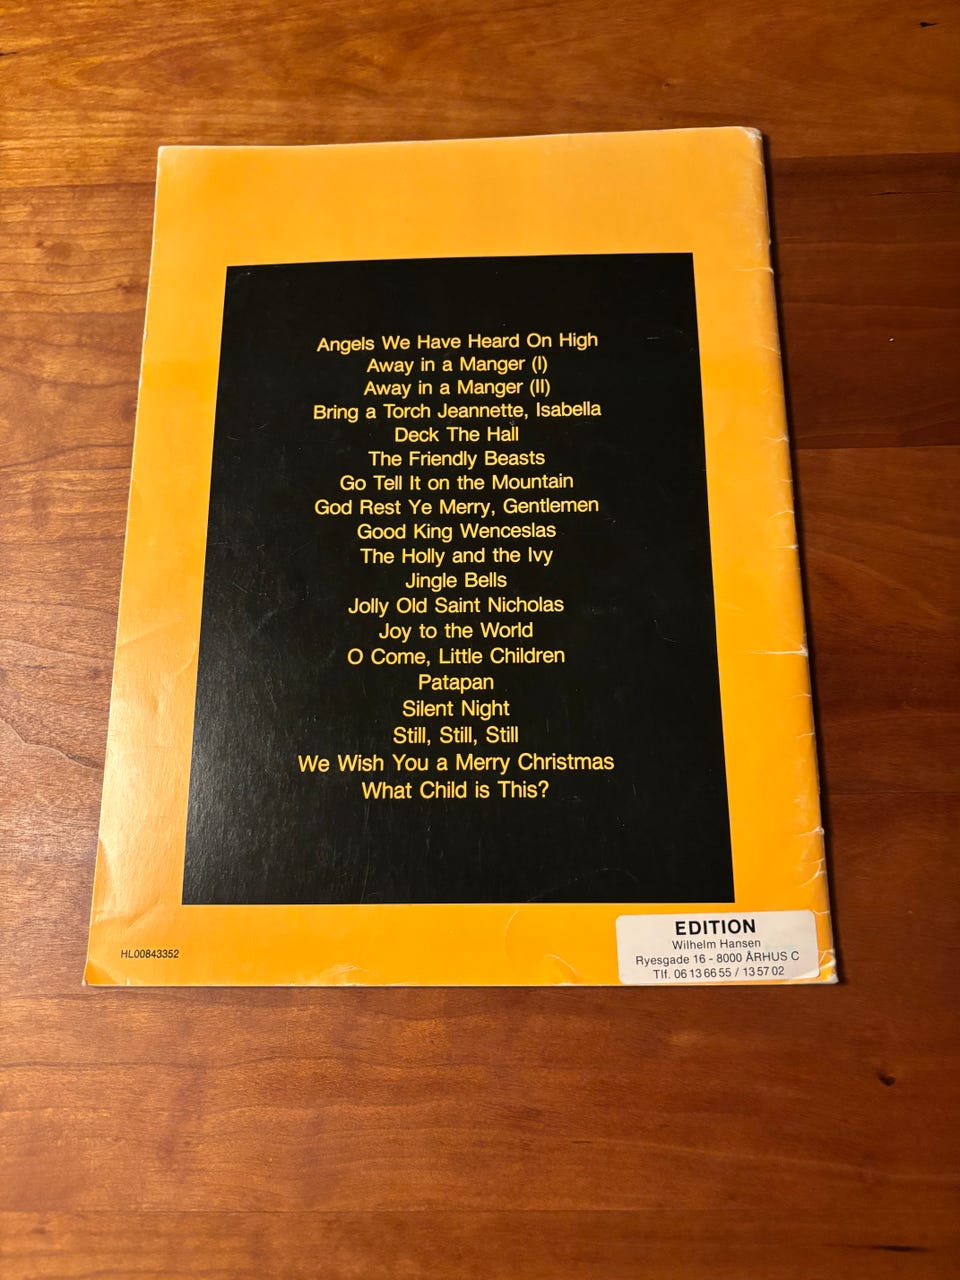 Angels We Have Heard On High
Away in a Manger (I)
Away in a Manger (II)
Bring a Torch Jeannette, Isabella
Deck The Hall
The Friendly Beasts
Go Tell It on the Mountain
God Rest Ye Merry, Gentlemen
Good King Wenceslas
The Holly and the Ivy
Jingle Bells
Jolly Old Saint Nicholas
Joy to the World
O Come, Little Children
Patapan
Silent Night
Still, Still, Still
We Wish You a Merry Christmas
What Child is This?
HL00843352
EDITION
Wilhelm Hansen
Ryesgade 16 - 8000 ÅRHUS C
Tlf. 06 13 66 55 / 13 57 02